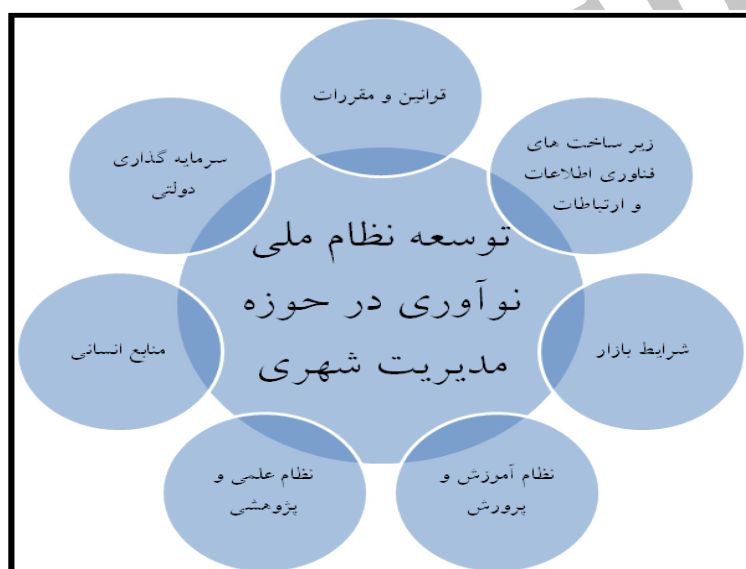 قوانین و مقررات
زیر ساخت های
فناوری اطلاعات
و ارتباطات
سرمایه گذاری
دولتی
توسعه نظام ملی
نوآوری در حوزه
مدیریت شهری
شرایط بازار
منابع انسانی
نظام آموزش و
پرورش
نظام علمی و
پژوهشی